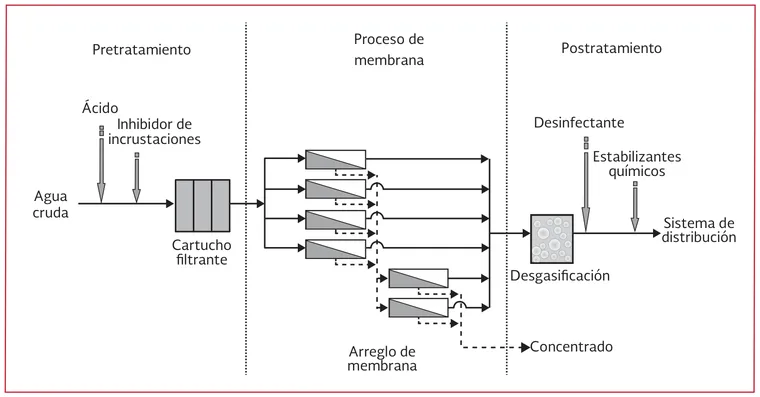 Pretratamiento
Proceso de
membrana
Postratamiento
Ácido
Inhibidor de
incrustaciones
Agua
cruda
Cartucho
filtrante
Arreglo de
membrana
Desinfectante
Estabilizantes
químicos
Sistema de
distribución
Desgasificación
Concentrado